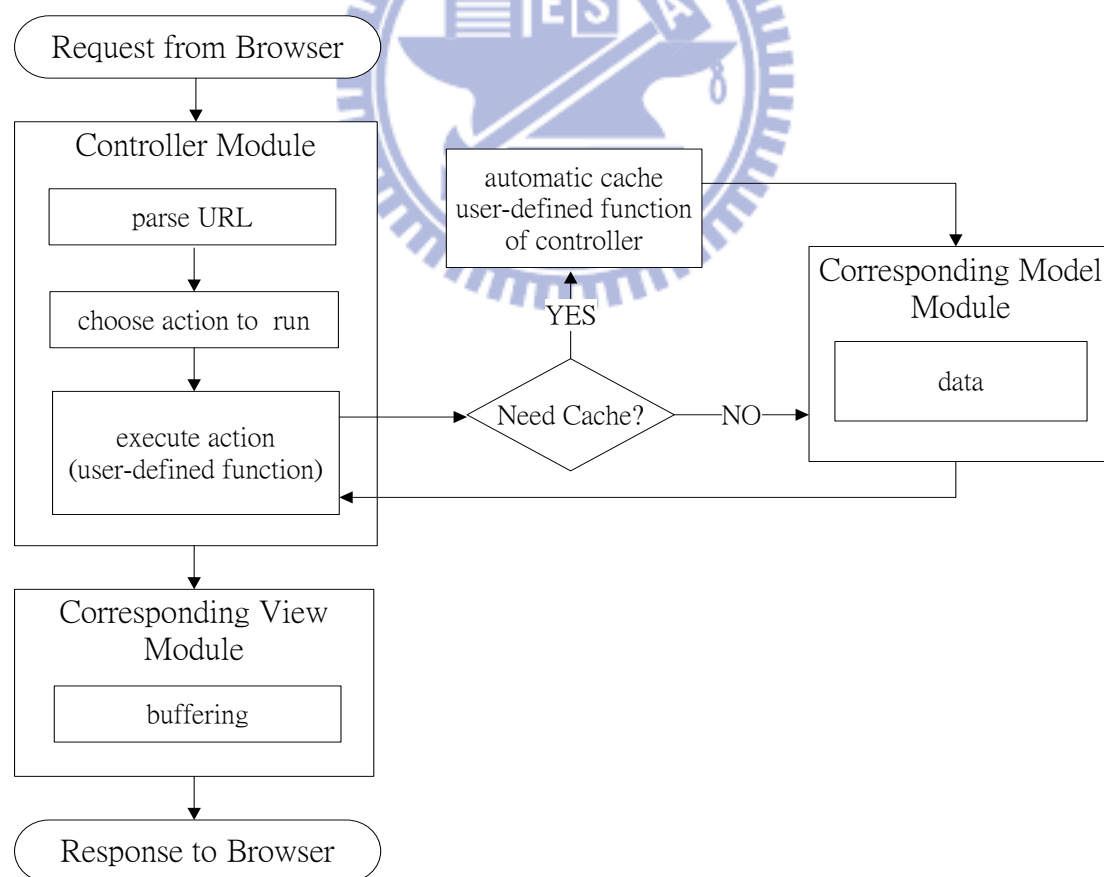 ES
A
Request from Browser
Controller Module
parse URL
choose action to run
execute action
(user-defined function)
automatic cache
user-defined function
of controller
YES
Need Cache?
NO
Corresponding Model
Module
data
Corresponding View
Module
buffering
Response to Browser